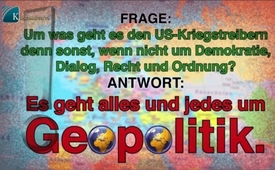 FRAGE:
Um was geht es den US-Kriegstreibern
denn sonst, wenn nicht um Demokratie,
Dialog, Recht und Ordnung?
ANTWORT:
Es geht alles und jedes um
Geopolitik.